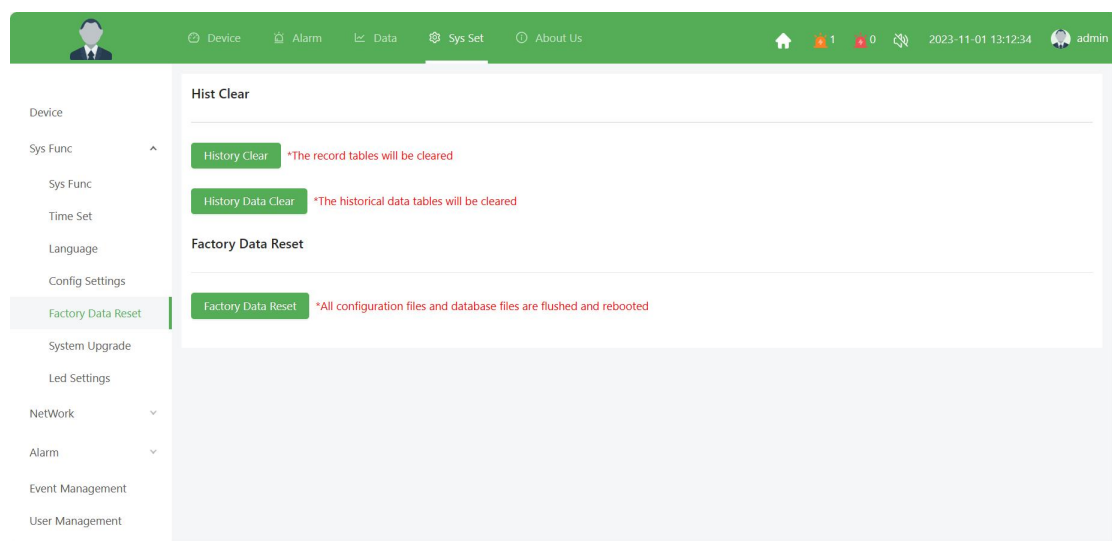 Device Alarm Data Sys Set About Us 1 0 2023-11-01 13:12:34 admin
Device
Sys Func
Sys Func
Time Set
Language
Config Settings
Factory Data Reset
System Upgrade
Led Settings
NetWork
Alarm
Event Management
User Management
Hist Clear
History Clear *The record tables will be cleared
History Data Clear *The historical data tables will be cleared
Factory Data Reset
Factory Data Reset *All configuration files and database files are flushed and rebooted